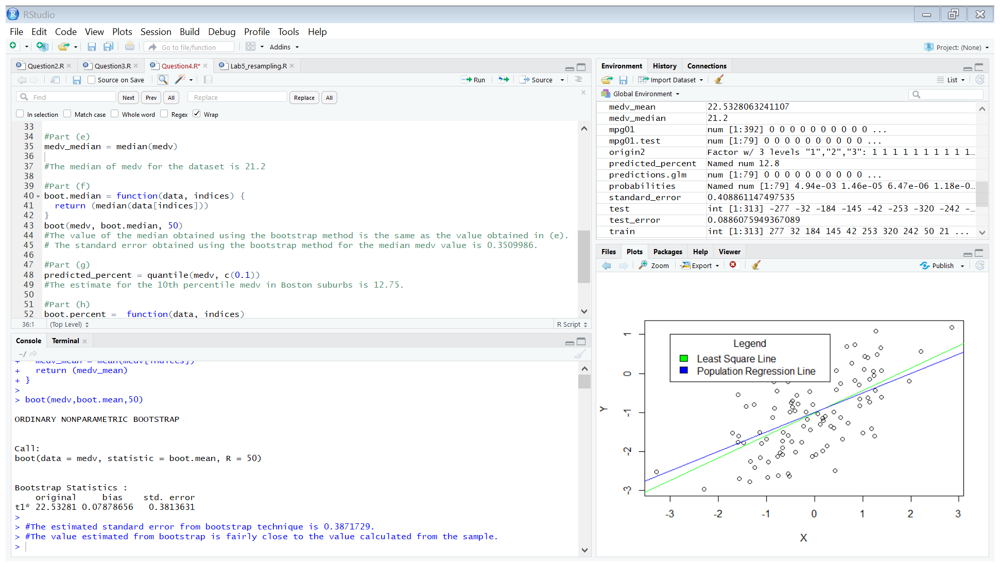 RStudio
File Edit Code View Plots Session Build Debug Profile Tools Help
Go to file/function Addins Project: (None)
Question2.R Question3.R Question4.R* Lab5_resampling.R
Source on Save Run Source
Find Next Prev All Replace Replace All
In selection Match case Whole word Regex Wrap
33
34 #Part (e)
35 medv_median = median(medv)
36
37 #The median of medv for the dataset is 21.2
38
39 #Part (f)
40 boot.median = function(data, indices) {
41 return (median(data[indices]))
42 }
43 boot(medv, boot.median, 50)
44 #The value of the median obtained using the bootstrap method is the same as the value obtained in (e).
45 # The standard error obtained using the bootstrap method for the median medv value is 0.3509986.
46
47 #Part (g)
48 predicted_percent = quantile(medv, c(0.1))
49 #The estimate for the 10th percentile medv in Boston suburbs is 12.75.
50
51 #Part (h)
52 boot.percent = function(data, indices)
36:1 (Top Level) R Script
Console Terminal
~/
+ medv_mean = mean(medv[indices])
+ return (medv_mean)
+ }
>
> boot(medv,boot.mean,50)
ORDINARY NONPARAMETRIC BOOTSTRAP
Call:
boot(data = medv, statistic = boot.mean, R = 50)
Bootstrap Statistics :
original bias std. error
t1* 22.53281 0.07878656 0.3813631
>
> #The estimated standard error from bootstrap technique is 0.3871729.
> #The value estimated from bootstrap is fairly close to the value calculated from the sample.
>
Environment History Connections
Import Dataset List
Global Environment
medv_mean 22.5328063241107
medv_median 21.2
mpg01 num [1:392] 0 0 0 0 0 0 0 0 0 0 ...
mpg01.test num [1:79] 0 0 0 0 0 0 0 0 0 0 ...
origin2 Factor w/ 3 levels "1","2","3": 1 1 1 1 1 1 1 1 1 1...
predicted_percent Named num 12.8
predictions.glm num [1:79] 0 0 0 0 0 0 0 0 0 0 ...
probabilities Named num [1:79] 4.94e-03 1.46e-05 6.47e-06 1.18e-0...
standard_error 0.408861147497535
test int [1:313] -277 -32 -184 -145 -42 -253 -320 -242 -...
test_error 0.0886075949367089
train int [1:313] 277 32 184 145 42 253 320 242 50 21 ...
Files Plots Packages Help Viewer
Zoom Export Publish
Legend
Least Square Line
Population Regression Line
Y
1
0
-1
-2
-3
-3 -2 -1 0 1 2 3
X